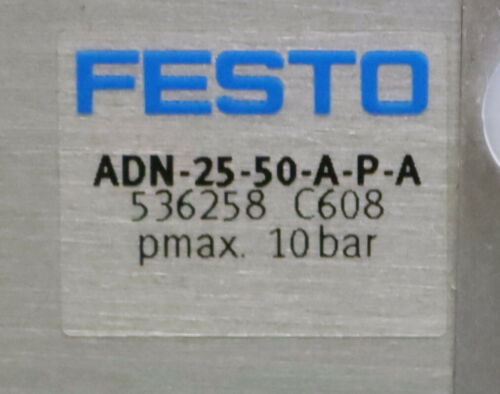 FESTO
ADN-25-50-A-P-A
536258 C608
pmax. 10 bar